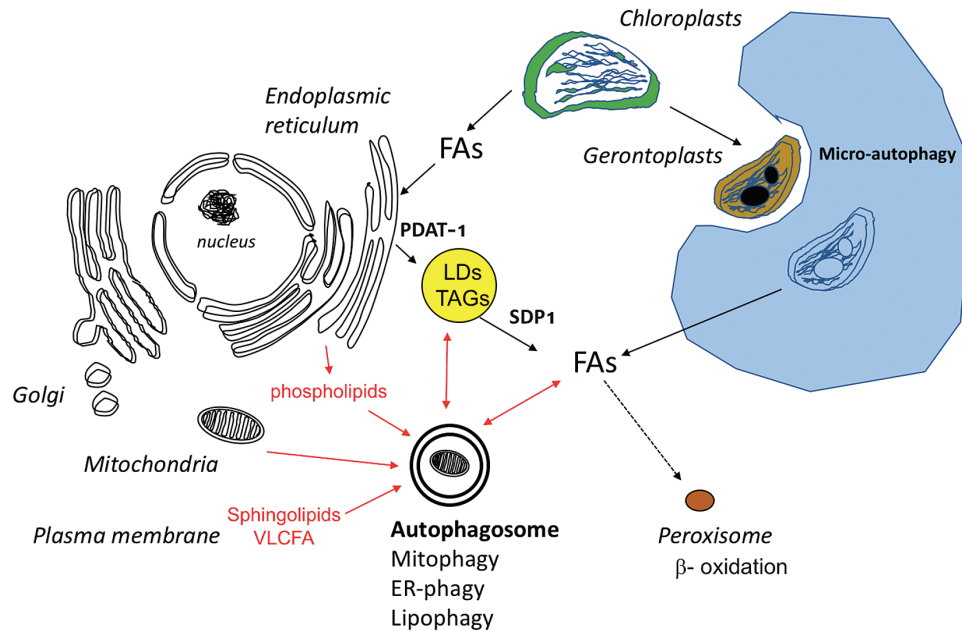 Chloroplasts
Endoplasmic
reticulum
FAs
Gerontoplasts
Micro-autophagy
nucleus
PDAT-1
LDs
TAGs
SDP1
FAs
Golgi
phospholipids
Mitochondria
Sphingolipids
VLCFA
Plasma membrane
Autophagosome
Mitophagy
ER-phagy
Lipophagy
Peroxisome
β- oxidation